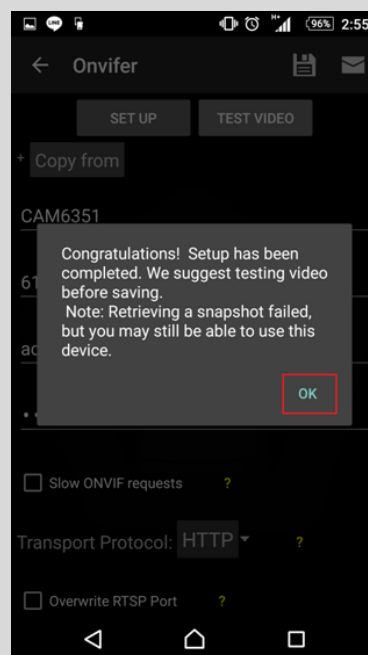 96% 2:55
Onvifer
SET UP
TEST VIDEO
+ Copy from
CAM6351
Congratulations! Setup has been
completed. We suggest testing video
before saving.
Note: Retrieving a snapshot failed,
but you may still be able to use this
device.
OK
61
Slow ONVIF requests ?
Transport Protocol: HTTP ?
Overwrite RTSP Port ?